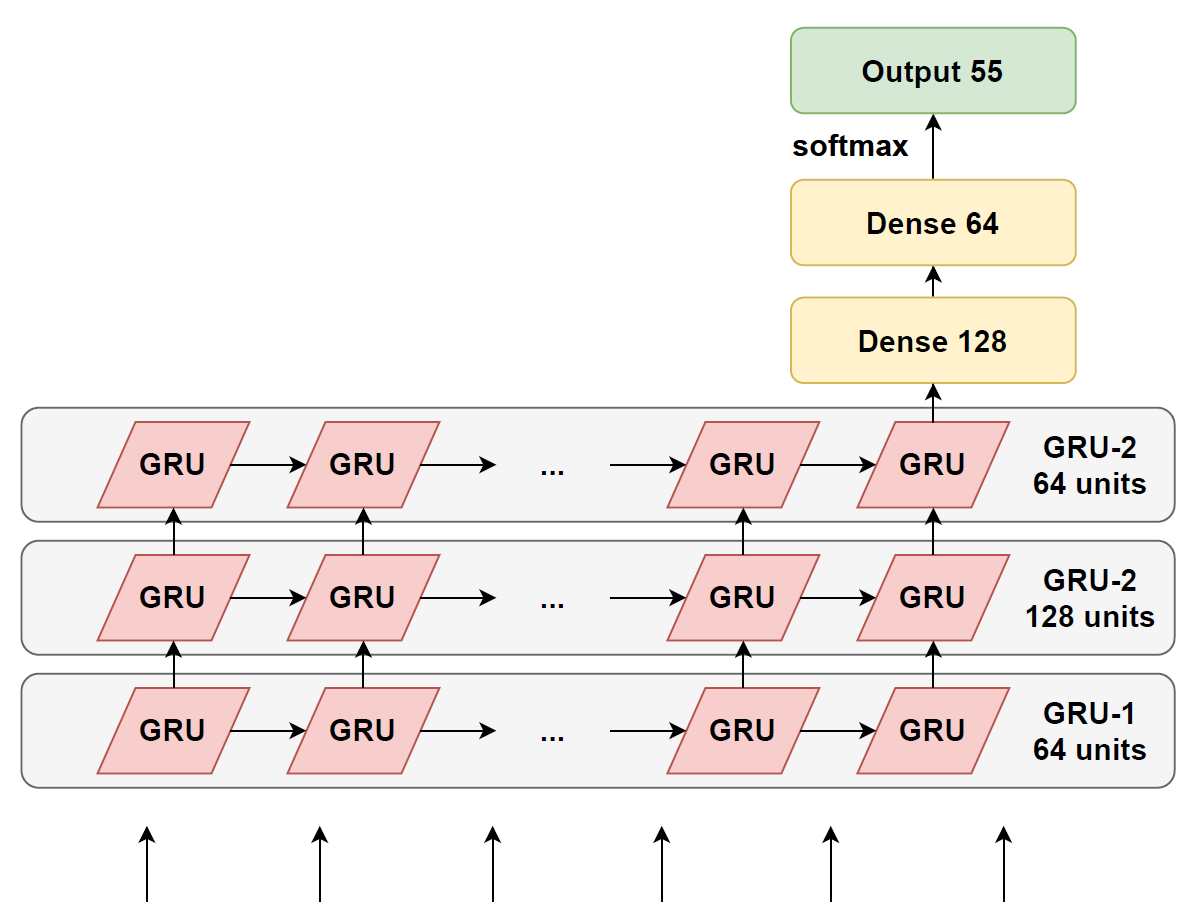 Output 55
softmax
Dense 64
Dense 128
GRU GRU ... GRU GRU GRU-2
64 units
GRU GRU ... GRU GRU GRU-2
128 units
GRU GRU ... GRU GRU GRU-1
64 units